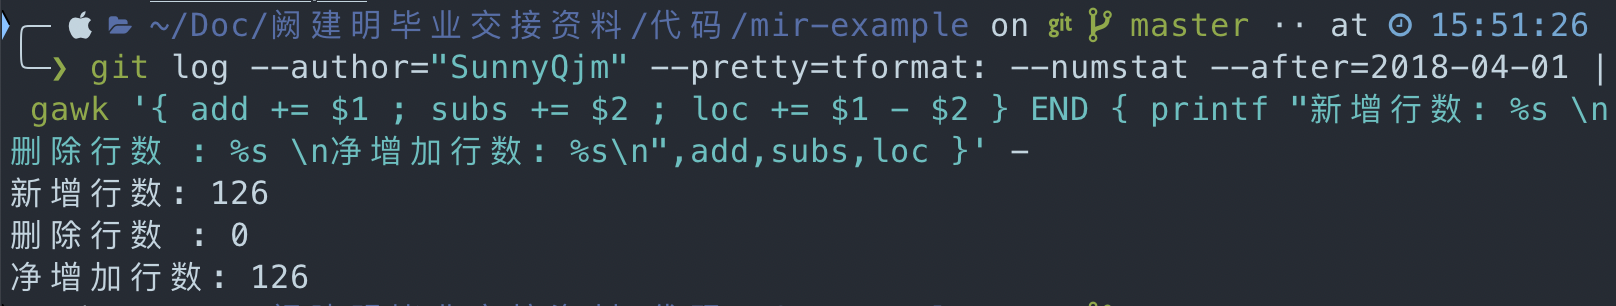 ~/Doc/阙建明毕业交接资料/代码/mir-example on git master ·· at 15:51:26
❯ git log --author="SunnyQjm" --pretty=tformat: --numstat --after=2018-04-01 |
gawk '{ add += $1 ; subs += $2 ; loc += $1 - $2 } END { printf "新增行数: %s \n
删除行数 : %s \n净增加行数: %s\n",add,subs,loc }' -
新增行数: 126
删除行数 : 0
净增加行数: 126